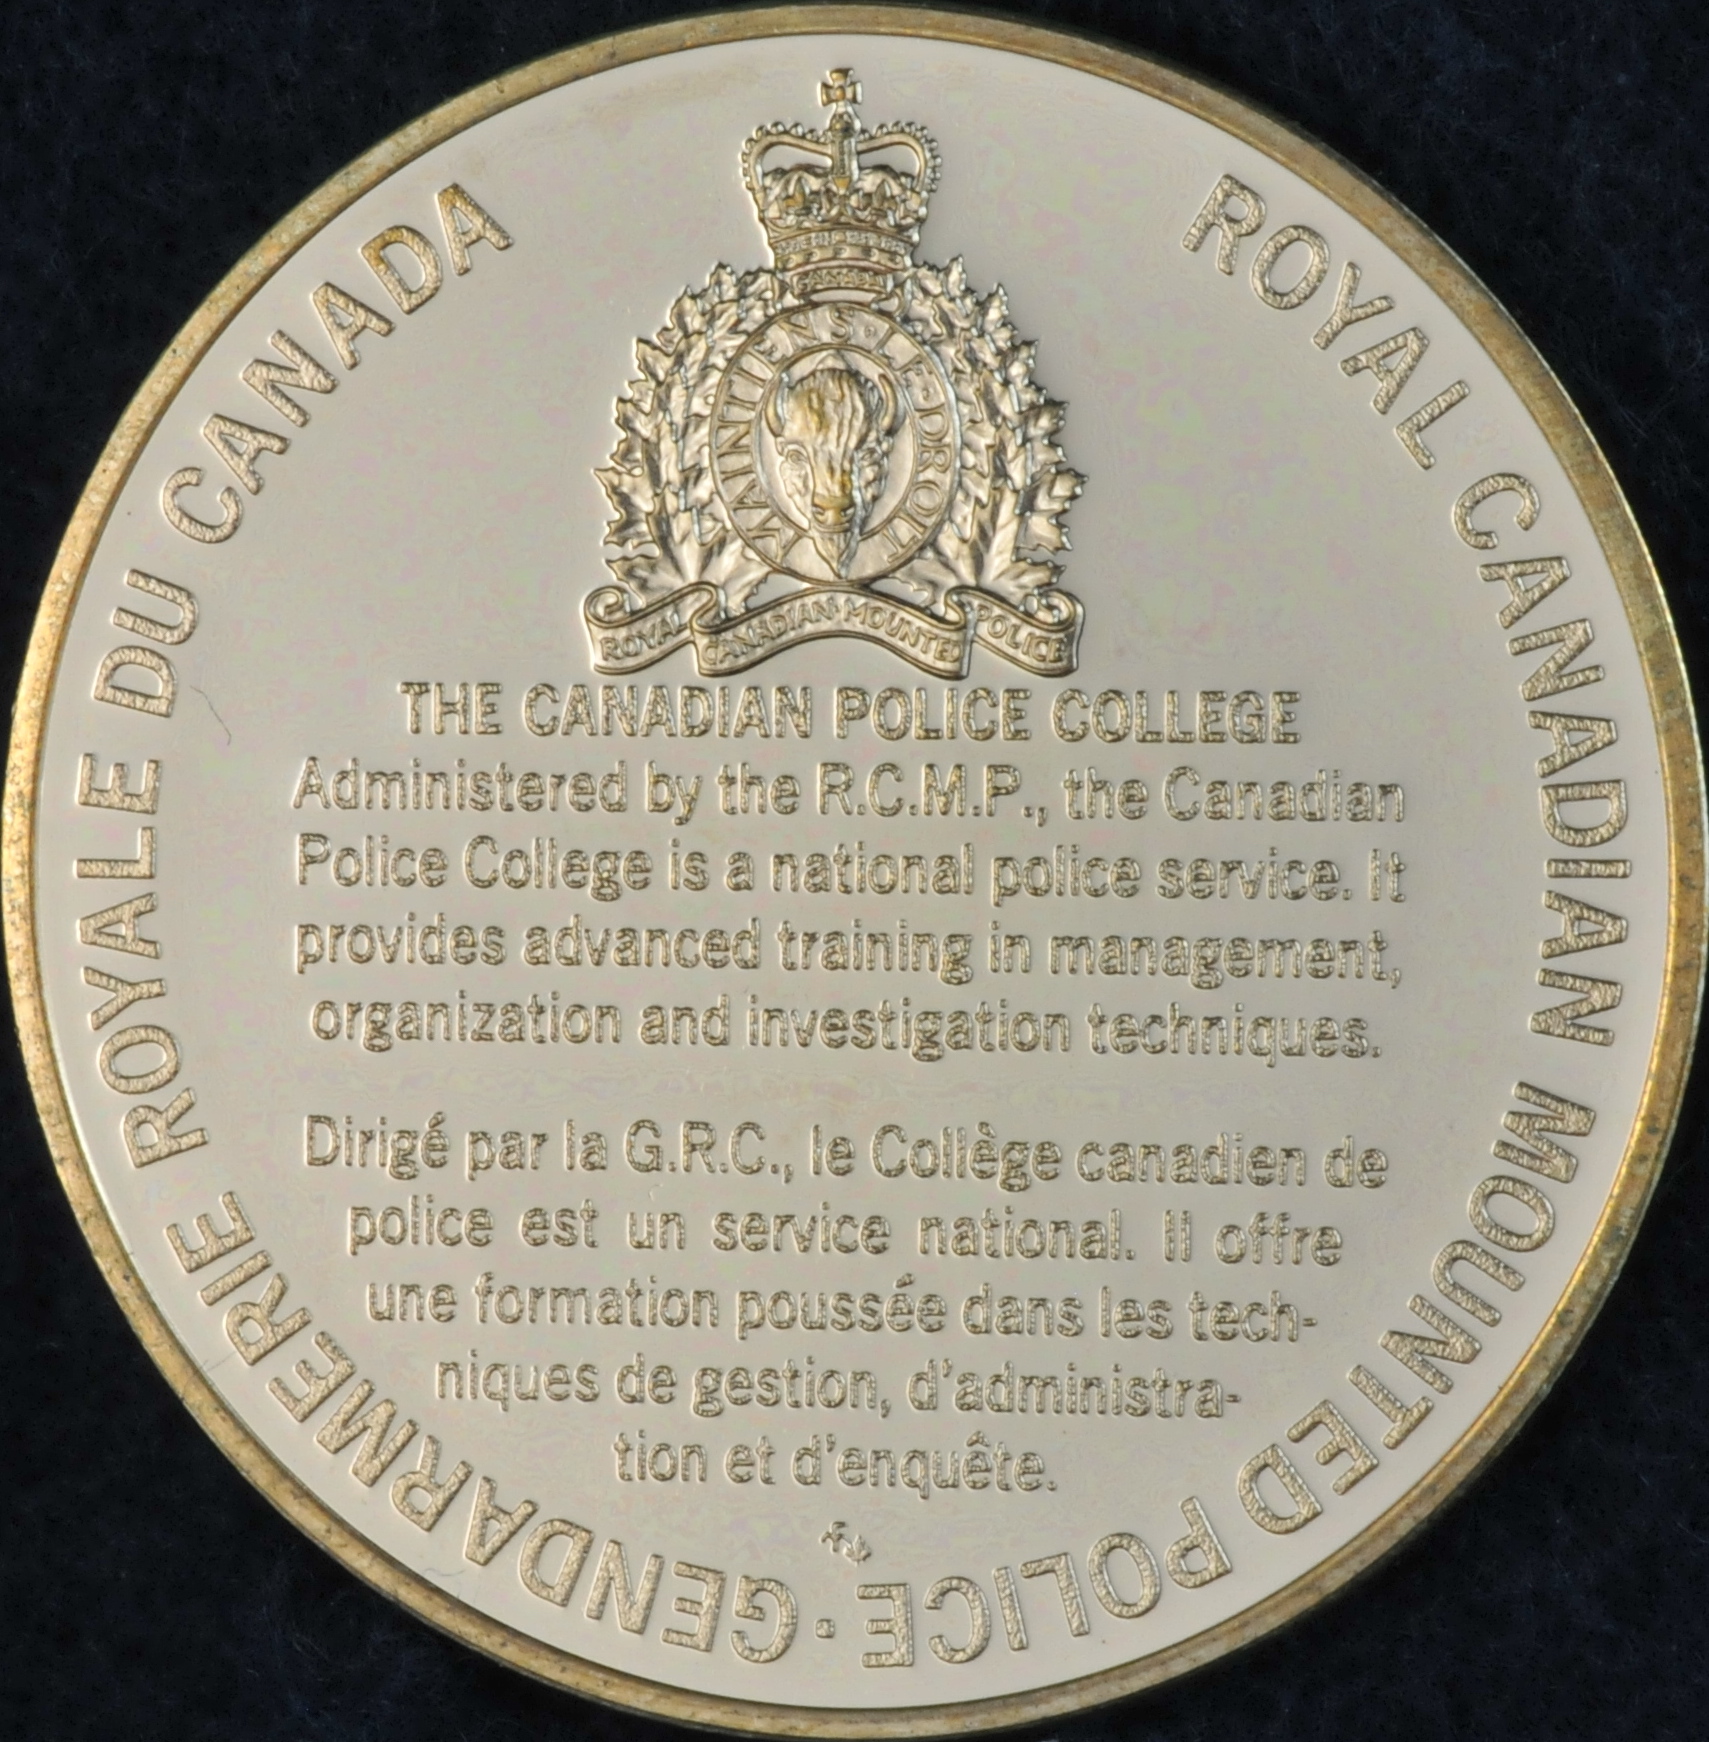 ROYAL CANADIAN MOUNTED POLICE · GENDARMERIE ROYALE DU CANADA
MAINTIENS · LE · DROIT
ROYAL CANADIAN MOUNTED POLICE
THE CANADIAN POLICE COLLEGE
Administered by the R.C.M.P., the Canadian
Police College is a national police service. It
provides advanced training in management,
organization and investigation techniques.
Dirigé par la G.R.C., le Collège canadien de
police est un service national. Il offre
une formation poussée dans les tech-
niques de gestion, d'administra-
tion et d'enquête.